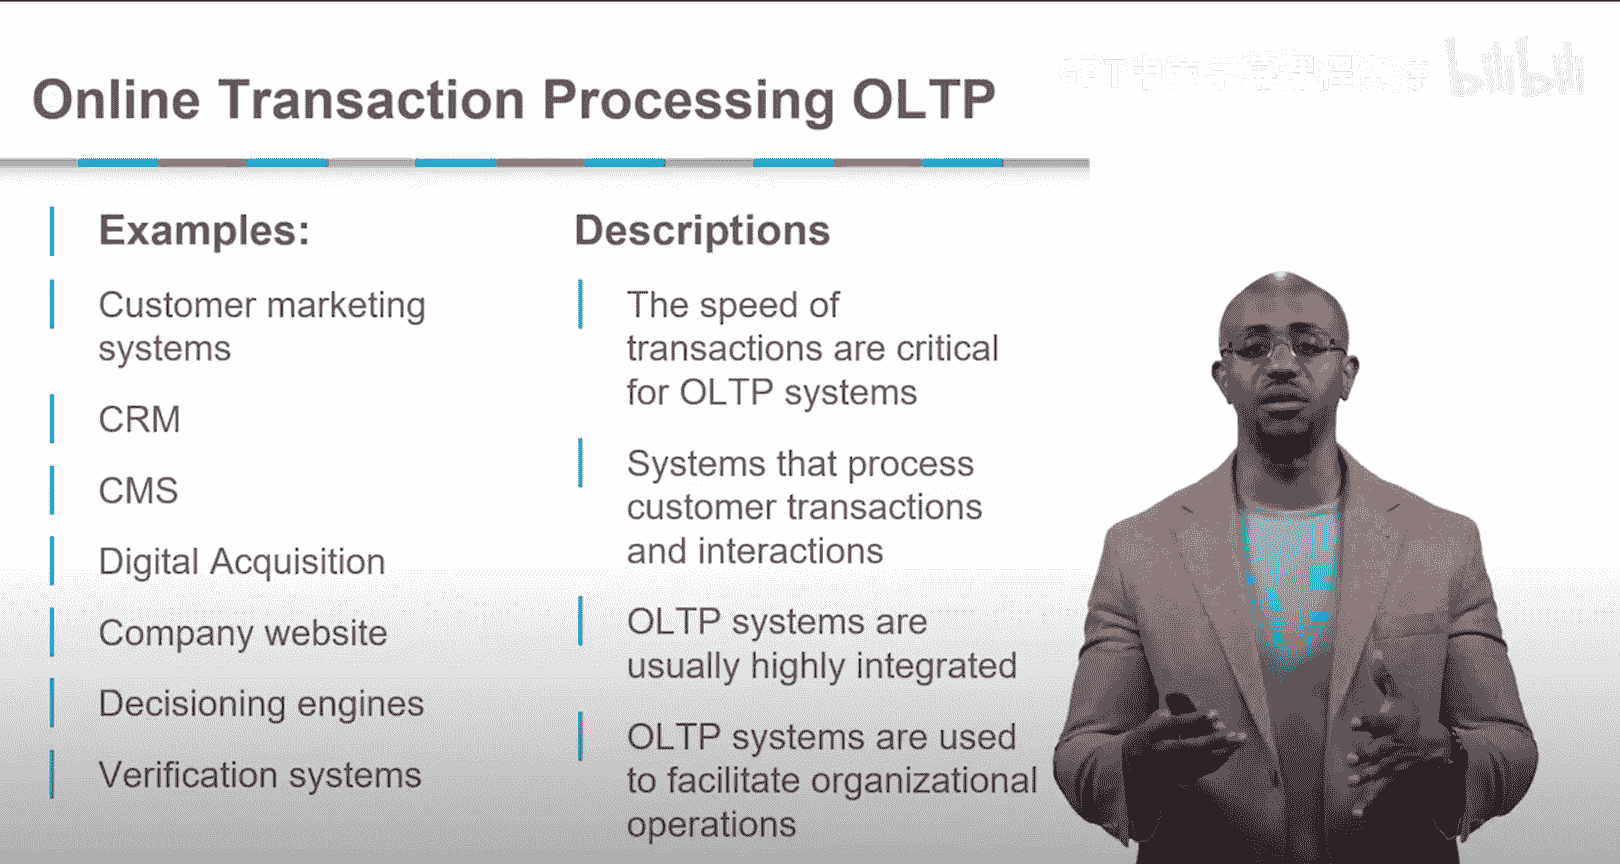 Online Transaction Processing OLTP
Examples:
Customer marketing
systems
CRM
CMS
Digital Acquisition
Company website
Decisioning engines
Verification systems
Descriptions
The speed of
transactions are critical
for OLTP systems
Systems that process
customer transactions
and interactions
OLTP systems are
usually highly integrated
OLTP systems are used
to facilitate organizational
operations
bilibili